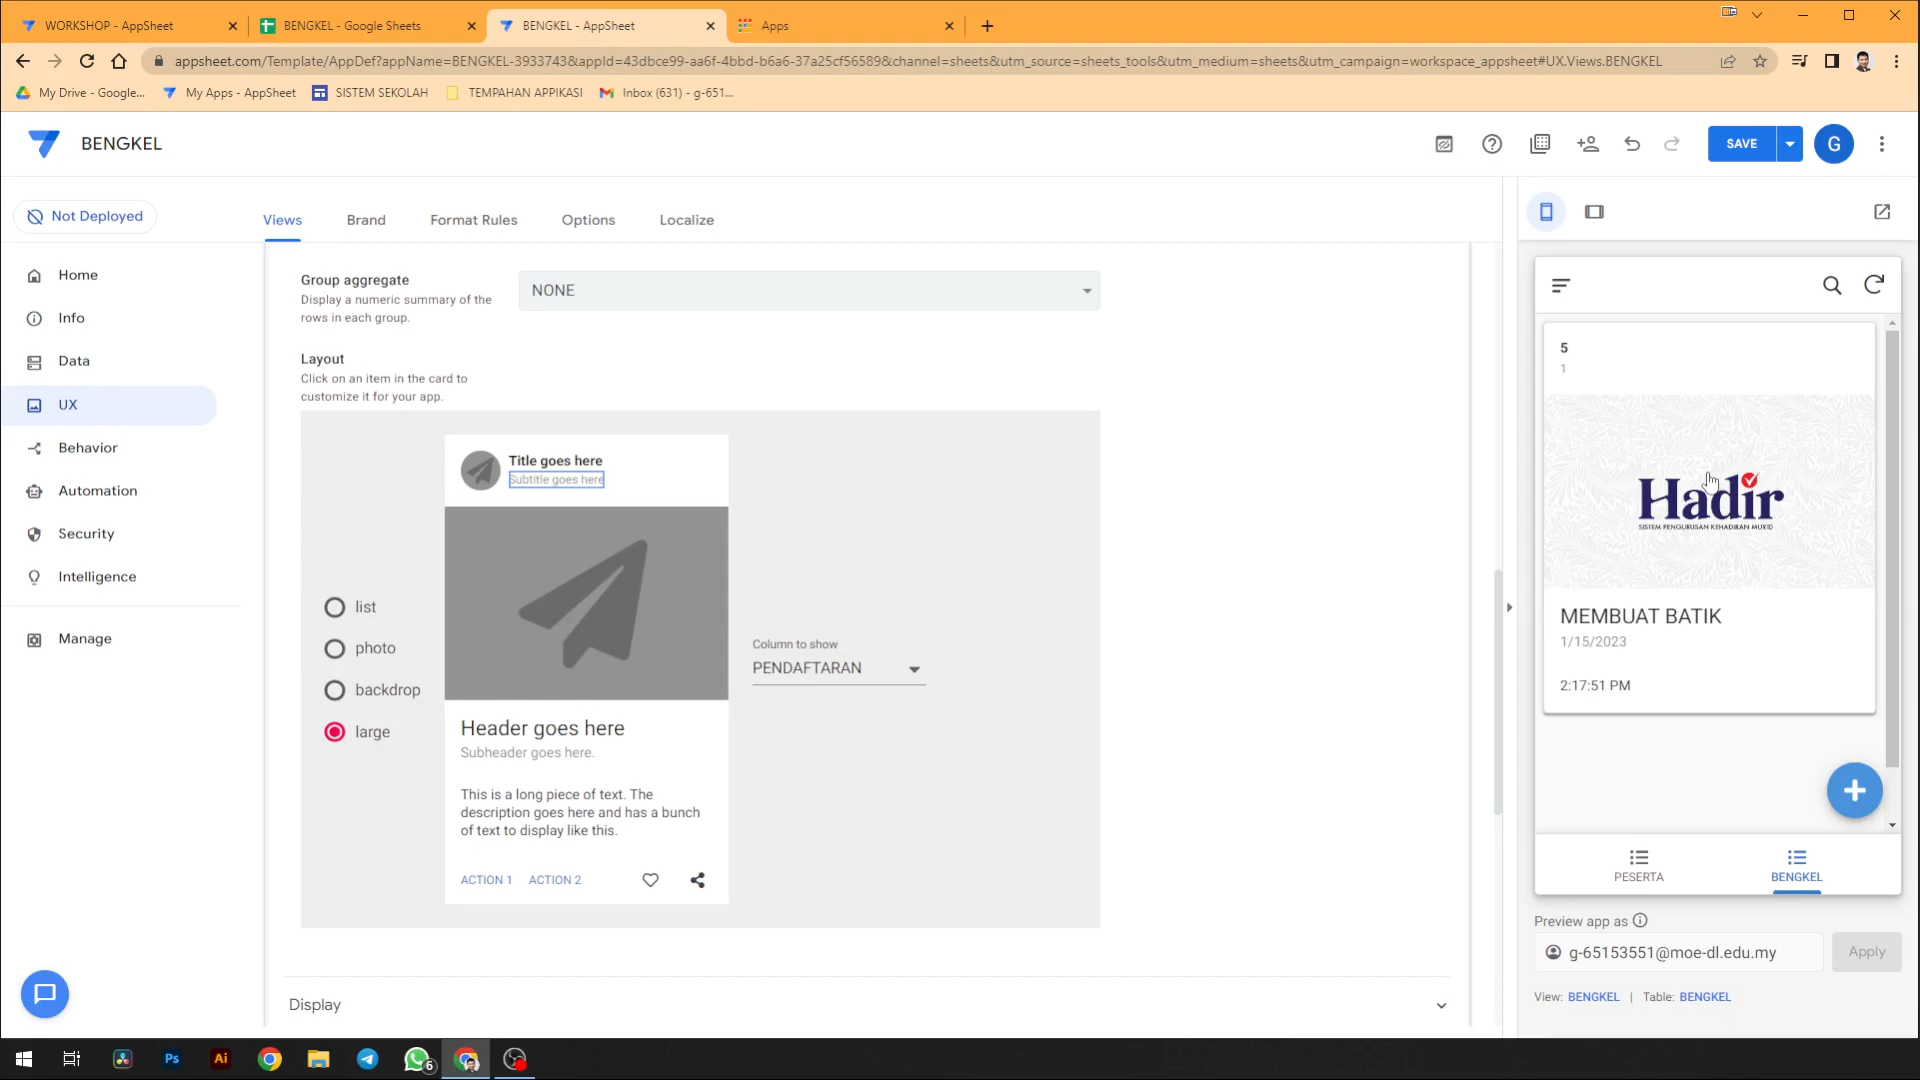 WORKSHOP - AppSheet
BENGKEL - Google Sheets
BENGKEL - AppSheet
Apps
appsheet.com/Template/AppDef?appName=BENGKEL-3933743&appId=43dbce99-aa6f-4bbd-b6a6-37a25cf56589&channel=sheets&utm_source=sheets_tools&utm_medium=sheets&utm_campaign=workspace_appsheet#UX.Views.BENGKEL
My Drive - Google...
My Apps - AppSheet
SISTEM SEKOLAH
TEMPAHAN APPIKASI
Inbox (631) - g-651...
BENGKEL
SAVE
G
Not Deployed
Views
Brand
Format Rules
Options
Localize
Home
Info
Data
UX
Behavior
Automation
Security
Intelligence
Manage
Group aggregate
Display a numeric summary of the
rows in each group.
NONE
Layout
Click on an item in the card to
customize it for your app.
list
photo
backdrop
large
Title goes here
Subtitle goes here
Header goes here
Subheader goes here.
This is a long piece of text. The
description goes here and has a bunch
of text to display like this.
ACTION 1
ACTION 2
Column to show
PENDAFTARAN
Display
5
1
Hadir
SISTEM PENGURUSAN KEHADIRAN MURID
MEMBUAT BATIK
1/15/2023
2:17:51 PM
PESERTA
BENGKEL
Preview app as
g-65153551@moe-dl.edu.my
Apply
View: BENGKEL | Table: BENGKEL
Ps
Ai
6